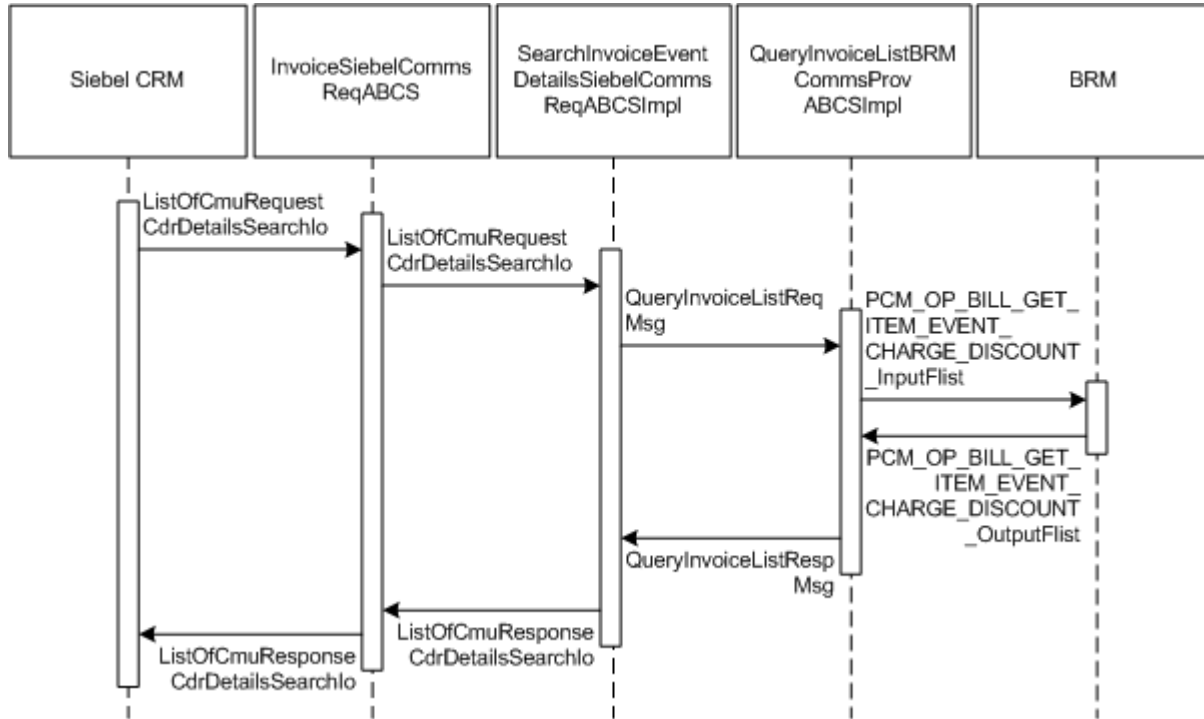 Siebel CRM
InvoiceSiebelComms
ReqABCS
SearchInvoiceEvent
DetailsSiebelComms
ReqABCSImpl
QueryInvoiceListBRM
CommsProv
ABCSImpl
BRM
ListOfCmuRequest
CdrDetailsSearchIo
ListOfCmuRequest
CdrDetailsSearchIo
QueryInvoiceListReq
Msg
PCM_OP_BILL_GET_
ITEM_EVENT_
CHARGE_DISCOUNT
_InputFlist
PCM_OP_BILL_GET_
ITEM_EVENT_
CHARGE_DISCOUNT
_OutputFlist
QueryInvoiceListResp
Msg
ListOfCmuResponse
CdrDetailsSearchIo
ListOfCmuResponse
CdrDetailsSearchIo